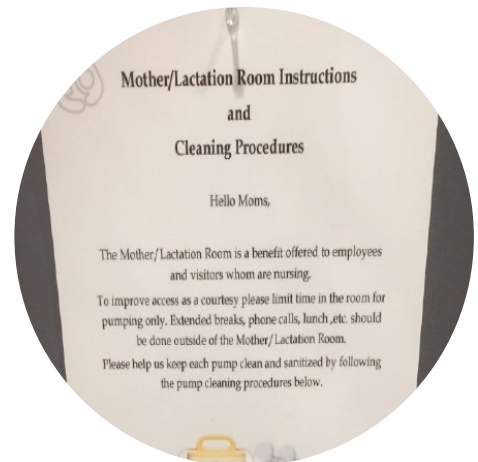 Mother/Lactation Room Instructions
and
Cleaning Procedures
Hello Moms,
The Mother/Lactation Room is a benefit offered to employees
and visitors whom are nursing.
To improve access as a courtesy please limit time in the room for
pumping only. Extended breaks, phone calls, lunch ,etc. should
be done outside of the Mother/Lactation Room.
Please help us keep each pump clean and sanitized by following
the pump cleaning procedures below.